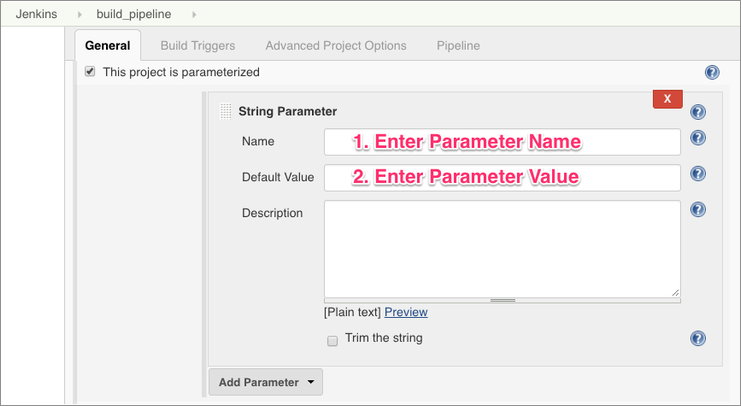 Jenkins build_pipeline
General Build Triggers Advanced Project Options Pipeline
This project is parameterized
X
String Parameter
Name 1. Enter Parameter Name
Default Value 2. Enter Parameter Value
Description
[Plain text] Preview
Trim the string
Add Parameter